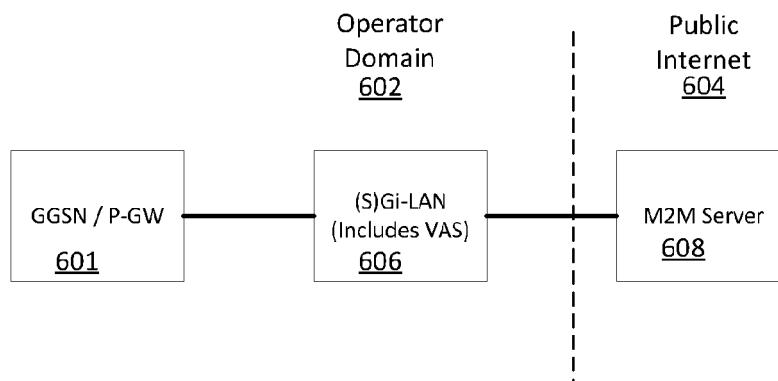 Operator
Domain
602
Public
Internet
604
GGSN / P-GW
601
(S)Gi-LAN
(Includes VAS)
606
M2M Server
608